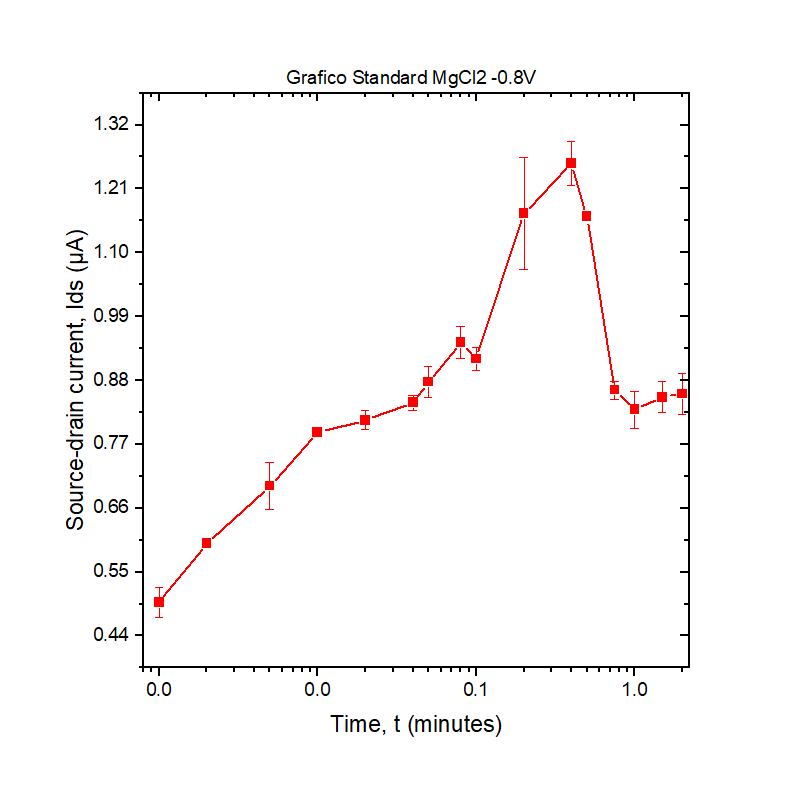 Grafico Standard MgCl2 -0.8V
1.32
1.21
1.10
0.99
0.88
0.77
0.66
0.55
0.44
Source-drain current, Ids (µA)
0.0 0.0 0.1 1.0
Time, t (minutes)